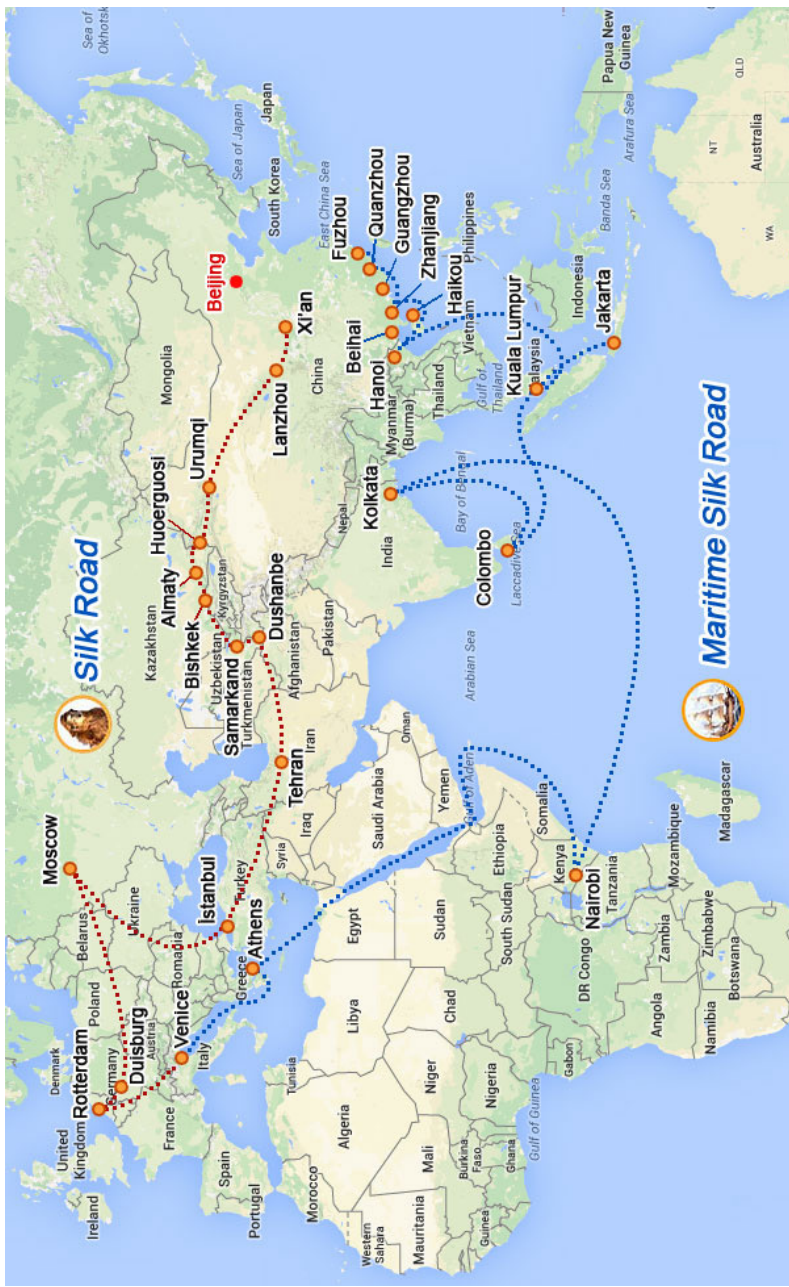 Silk Road
Maritime Silk Road
Ireland
United
Kingdom
Denmark
Rotterdam
Germany
Duisburg
Poland
Belarus
Moscow
Ukraine
Austria
France
Venice
Italy
Romania
Spain
Portugal
Greece
Athens
Istanbul
Turkey
Syria
Iraq
Tehran
Iran
Kazakhstan
Uzbekistan
Turkmenistan
Kyrgyzstan
Samarkand
Bishkek
Almaty
Huoerguosi
Dushanbe
Afghanistan
Pakistan
Urumqi
Mongolia
Lanzhou
Xi'an
China
Beijing
Sea of
Okhotsk
Sea of Japan
Japan
South Korea
East China Sea
Fuzhou
Quanzhou
Guangzhou
Zhanjiang
Haikou
Beihai
Hanoi
Nepal
India
Kolkata
Myanmar
(Burma)
Thailand
Vietnam
Philippines
Gulf of
Thailand
Bay of Bengal
Colombo
Laccadive Sea
Arabian Sea
Kuala Lumpur
Malaysia
Indonesia
Jakarta
Banda Sea
Arafura Sea
Papua New
Guinea
Australia
NT
QLD
WA
Morocco
Western
Sahara
Algeria
Tunisia
Libya
Egypt
Saudi Arabia
Oman
Yemen
Gulf of Aden
Mauritania
Mali
Niger
Chad
Sudan
Burkina
Faso
Guinea
Ghana
Nigeria
South Sudan
Ethiopia
Somalia
Gulf of Guinea
Gabon
DR Congo
Kenya
Nairobi
Tanzania
Angola
Zambia
Mozambique
Namibia
Zimbabwe
Botswana
Madagascar